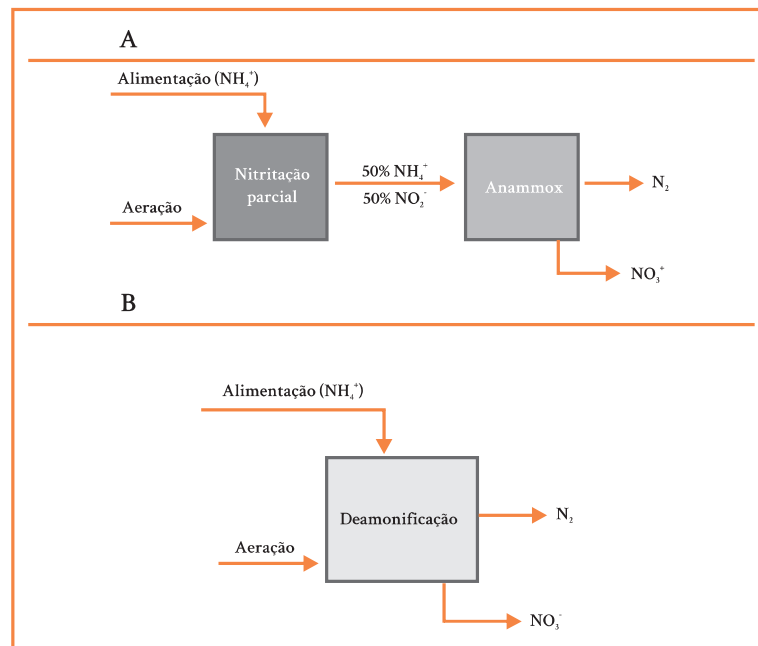 A
Alimentação (NH₄⁺)
Nitritação
parcial
50% NH₄⁺
50% NO₂⁻
Anammox
N₂
Aeração
NO₃⁺
B
Alimentação (NH₄⁺)
Deamonificação
N₂
Aeração
NO₃⁻